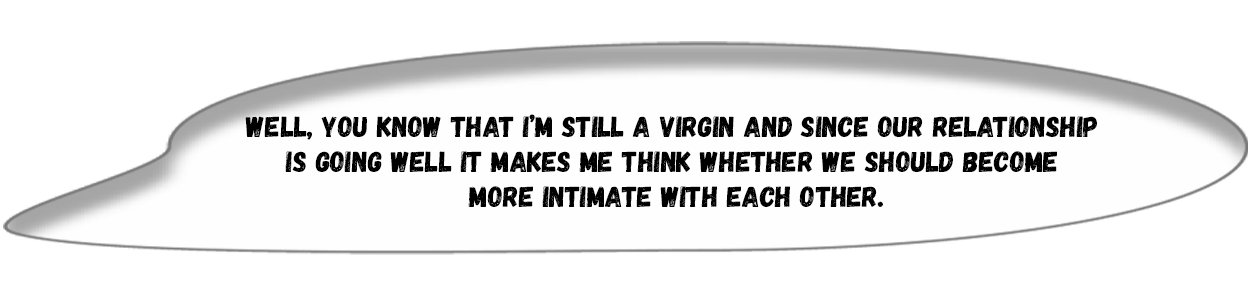 WELL, YOU KNOW THAT I'M STILL A VIRGIN AND SINCE OUR RELATIONSHIP
IS GOING WELL IT MAKES ME THINK WHETHER WE SHOULD BECOME
MORE INTIMATE WITH EACH OTHER.